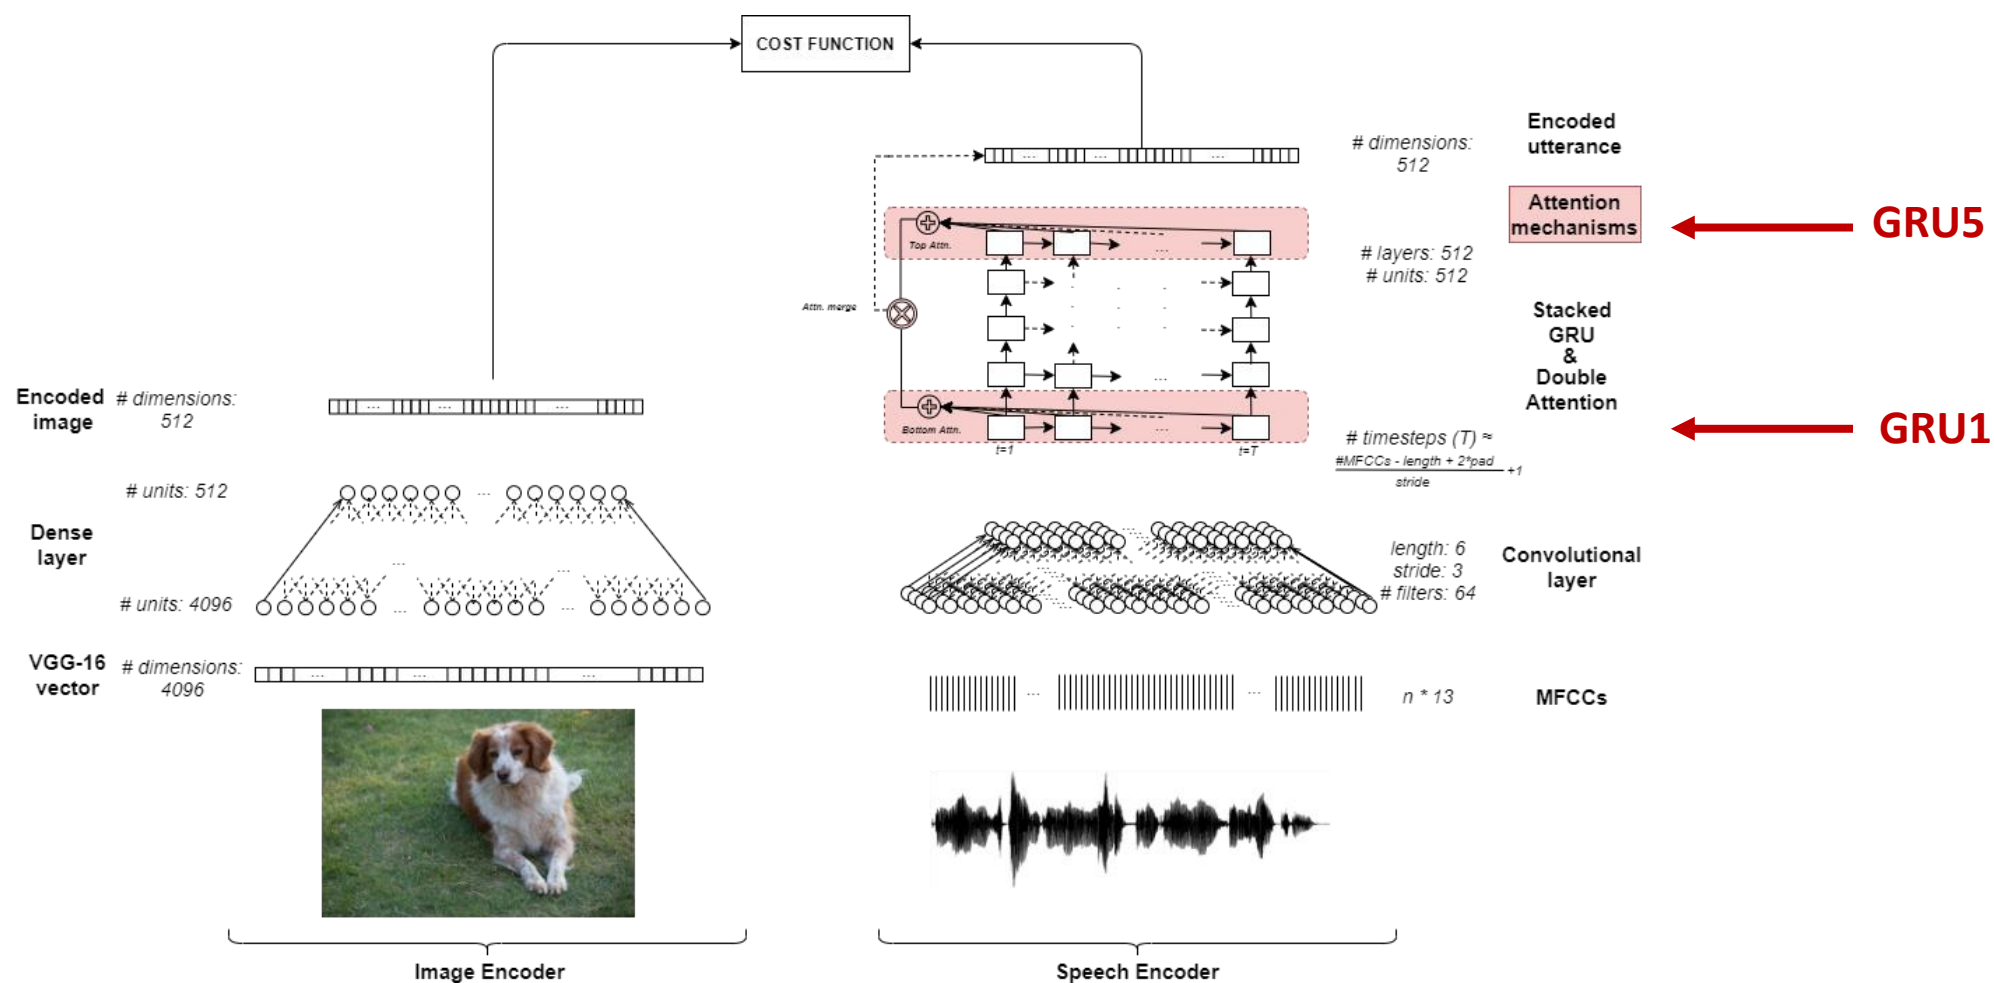 COST FUNCTION
Encoded
utterance
# dimensions:
512
Attention
mechanisms
GRU5
Top Attn.
...
# layers: 512
# units: 512
Attn. merge
Stacked
GRU
&
Double
Attention
Encoded
image
# dimensions:
512
Bottom Attn.
...
t=1
t=T
GRU1
# timesteps (T) ≈
#MFCCs - length + 2*pad
stride
+1
# units: 512
Dense
layer
# units: 4096
length: 6
stride: 3
# filters: 64
Convolutional
layer
VGG-16
vector
# dimensions:
4096
n * 13
MFCCs
Image Encoder
Speech Encoder